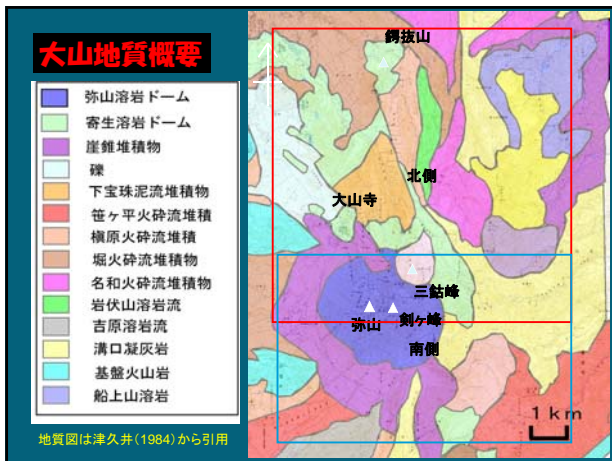 大山地質概要
弥山溶岩ドーム
寄生溶岩ドーム
崖錐堆積物
礫
下宝珠泥流堆積物
笹ヶ平火砕流堆積
槇原火砕流堆積
堀火砕流堆積物
名和火砕流堆積物
岩伏山溶岩流
吉原溶岩流
溝口凝灰岩
基盤火山岩
船上山溶岩
地質図は津久井(1984)から引用
鍔抜山
北側
大山寺
三鈷峰
弥山
剣ヶ峰
南側
1 km